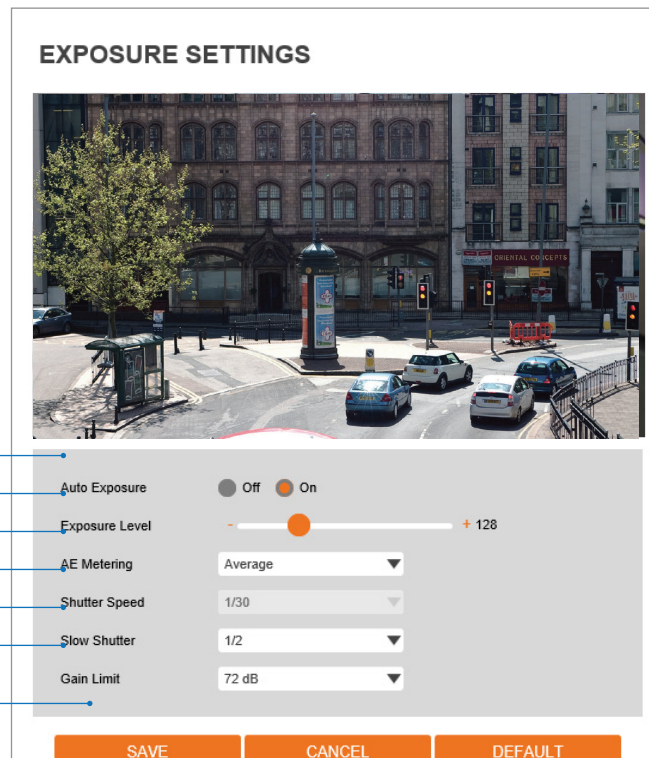 EXPOSURE SETTINGS
ORIENTAL CONCEPTS
Auto Exposure Off On
Exposure Level - + 128
AE Metering Average
Shutter Speed 1/30
Slow Shutter 1/2
Gain Limit 72 dB
SAVE CANCEL DEFAULT